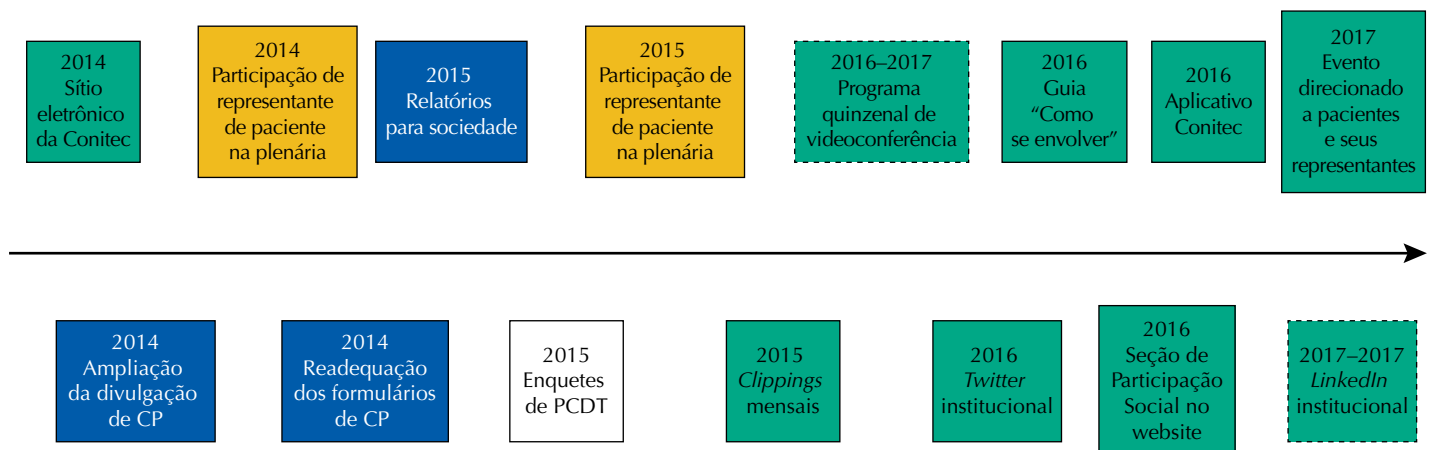 2014
Sítio
eletrônico
da Conitec
2014
Participação de
representante
de paciente
na plenária
2015
Relatórios
para sociedade
2015
Participação de
representante
de paciente
na plenária
2016–2017
Programa
quinzenal de
videoconferência
2016
Guia
“Como
se envolver”
2016
Aplicativo
Conitec
2017
Evento
direcionado
a pacientes
e seus
representantes
2014
Ampliação
da divulgação
de CP
2014
Readequação
dos formulários
de CP
2015
Enquetes
de PCDT
2015
Clippings
mensais
2016
Twitter
institucional
2016
Seção de
Participação
Social no
website
2017–2017
LinkedIn
institucional